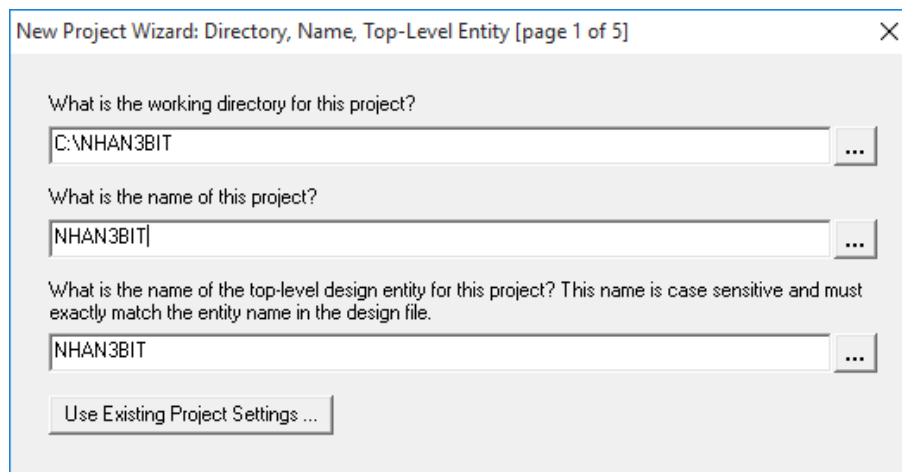 New Project Wizard: Directory, Name, Top-Level Entity [page 1 of 5]
What is the working directory for this project?
C:\NHAN3BIT
...
What is the name of this project?
NHAN3BIT
...
What is the name of the top-level design entity for this project? This name is case sensitive and must
exactly match the entity name in the design file.
NHAN3BIT
...
Use Existing Project Settings ...